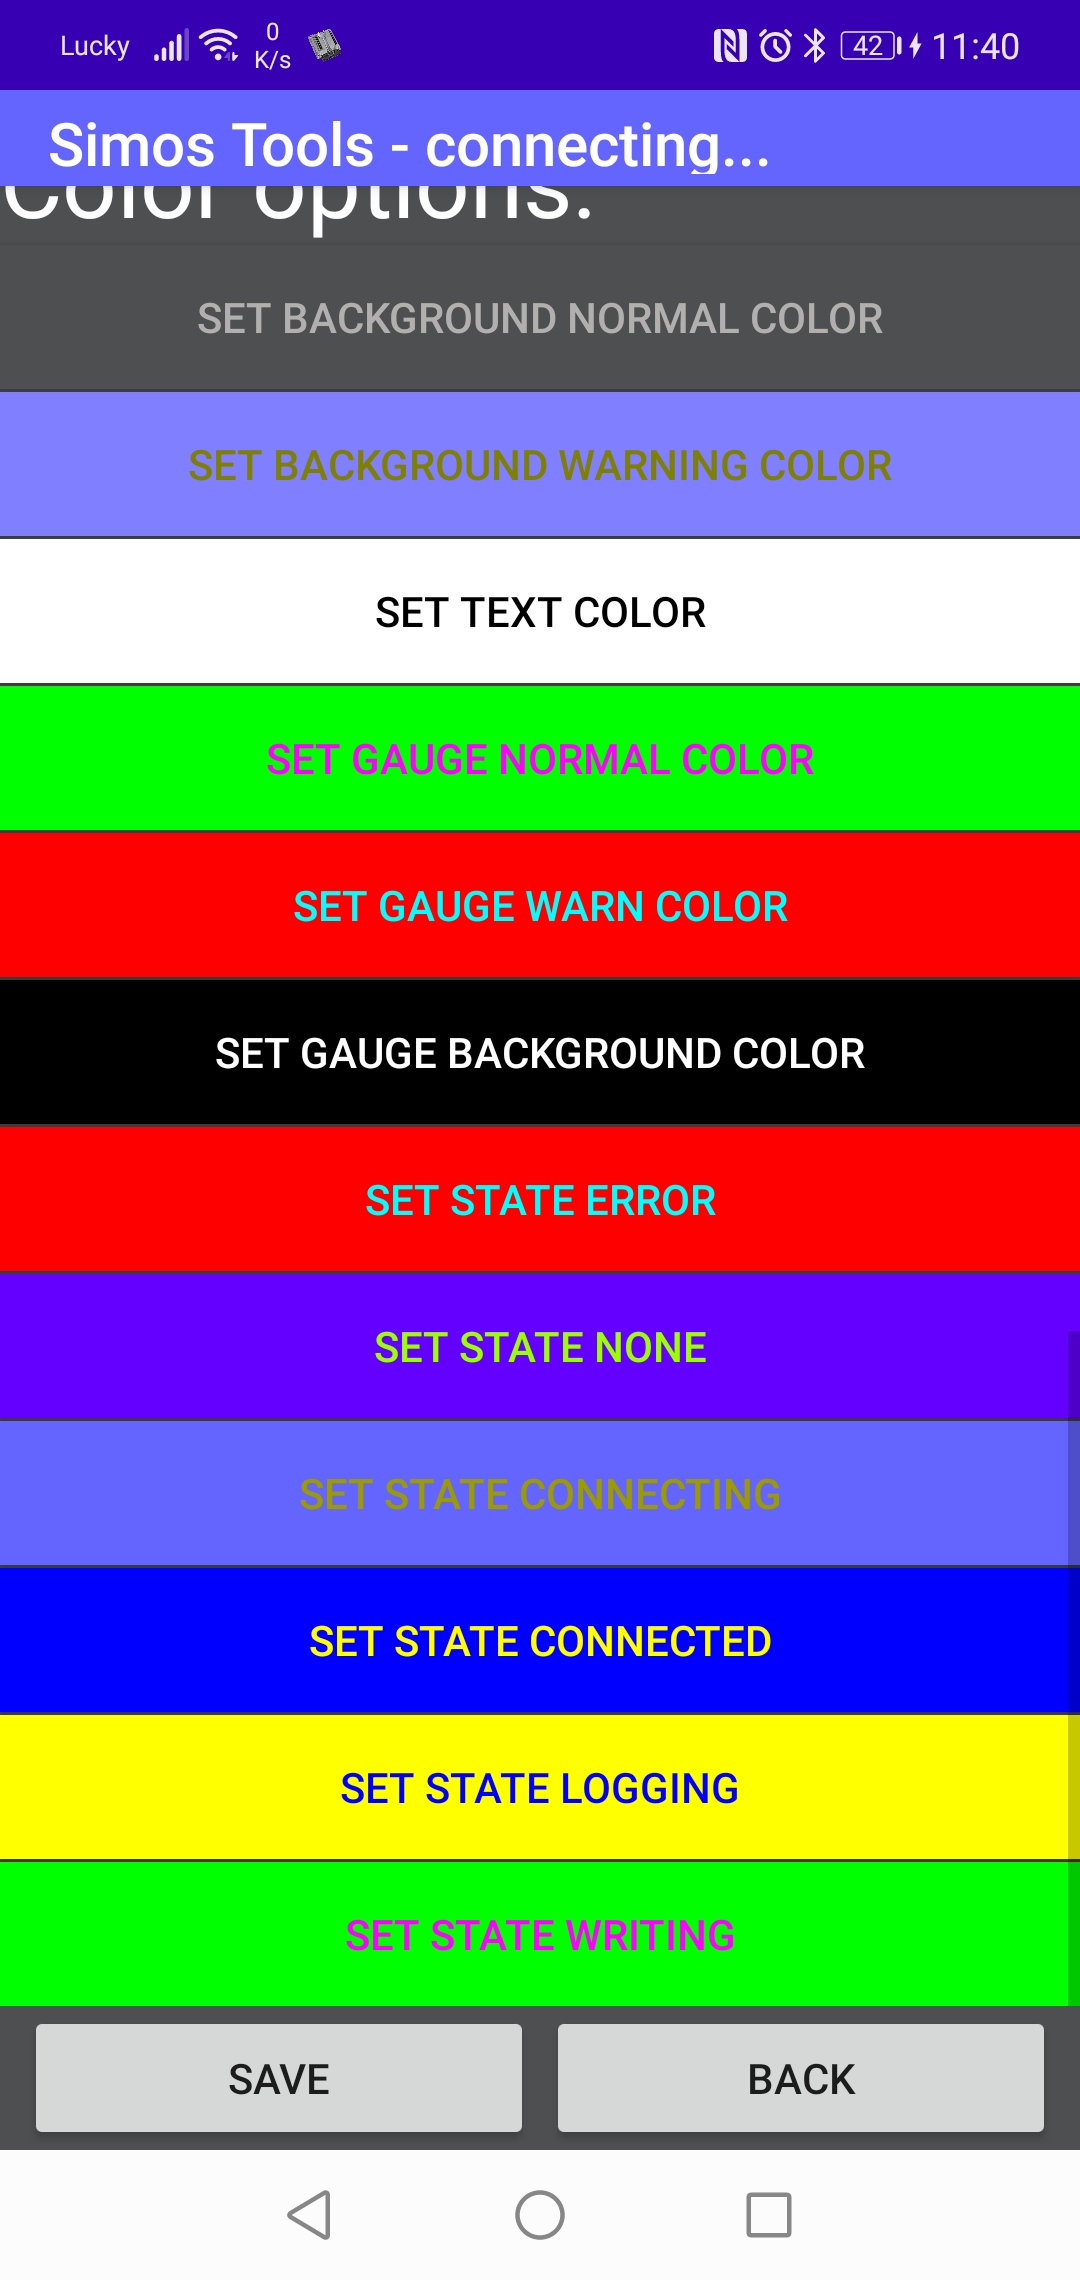 Lucky 0 K/s 42 11:40
Simos Tools - connecting...
Color options:
SET BACKGROUND NORMAL COLOR
SET BACKGROUND WARNING COLOR
SET TEXT COLOR
SET GAUGE NORMAL COLOR
SET GAUGE WARN COLOR
SET GAUGE BACKGROUND COLOR
SET STATE ERROR
SET STATE NONE
SET STATE CONNECTING
SET STATE CONNECTED
SET STATE LOGGING
SET STATE WRITING
SAVE BACK